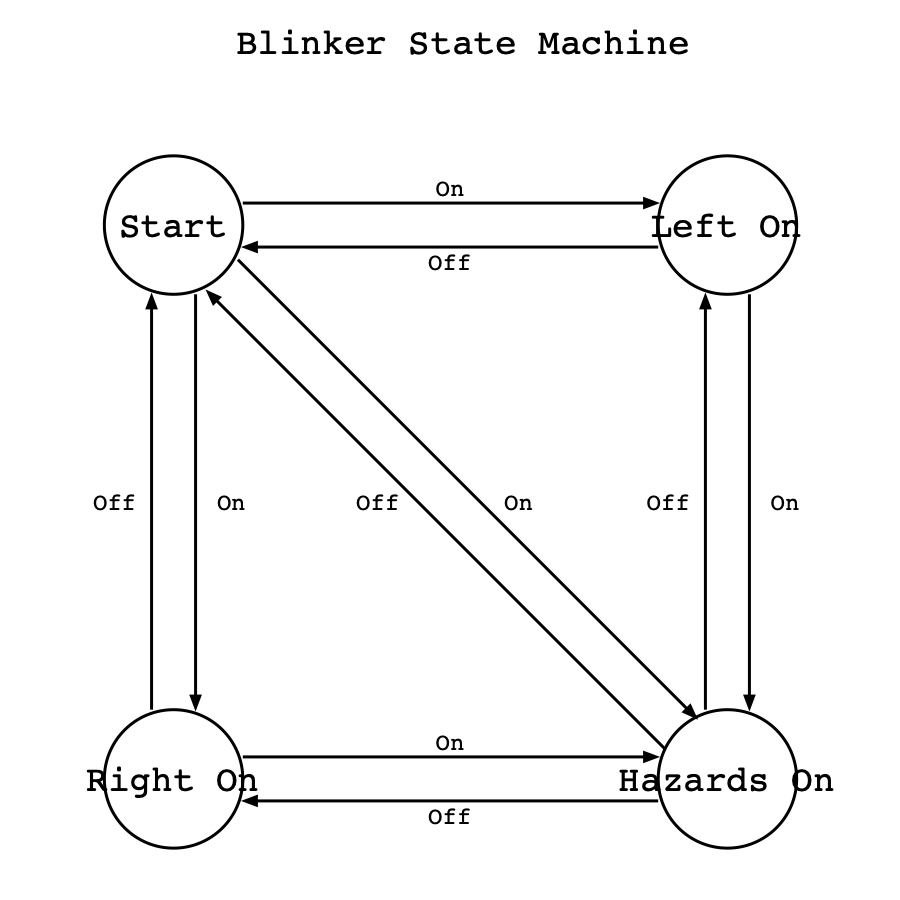 Blinker State Machine
On
Start
Left On
Off
Off
On
Off
On
Off
On
On
Right On
Hazards On
Off